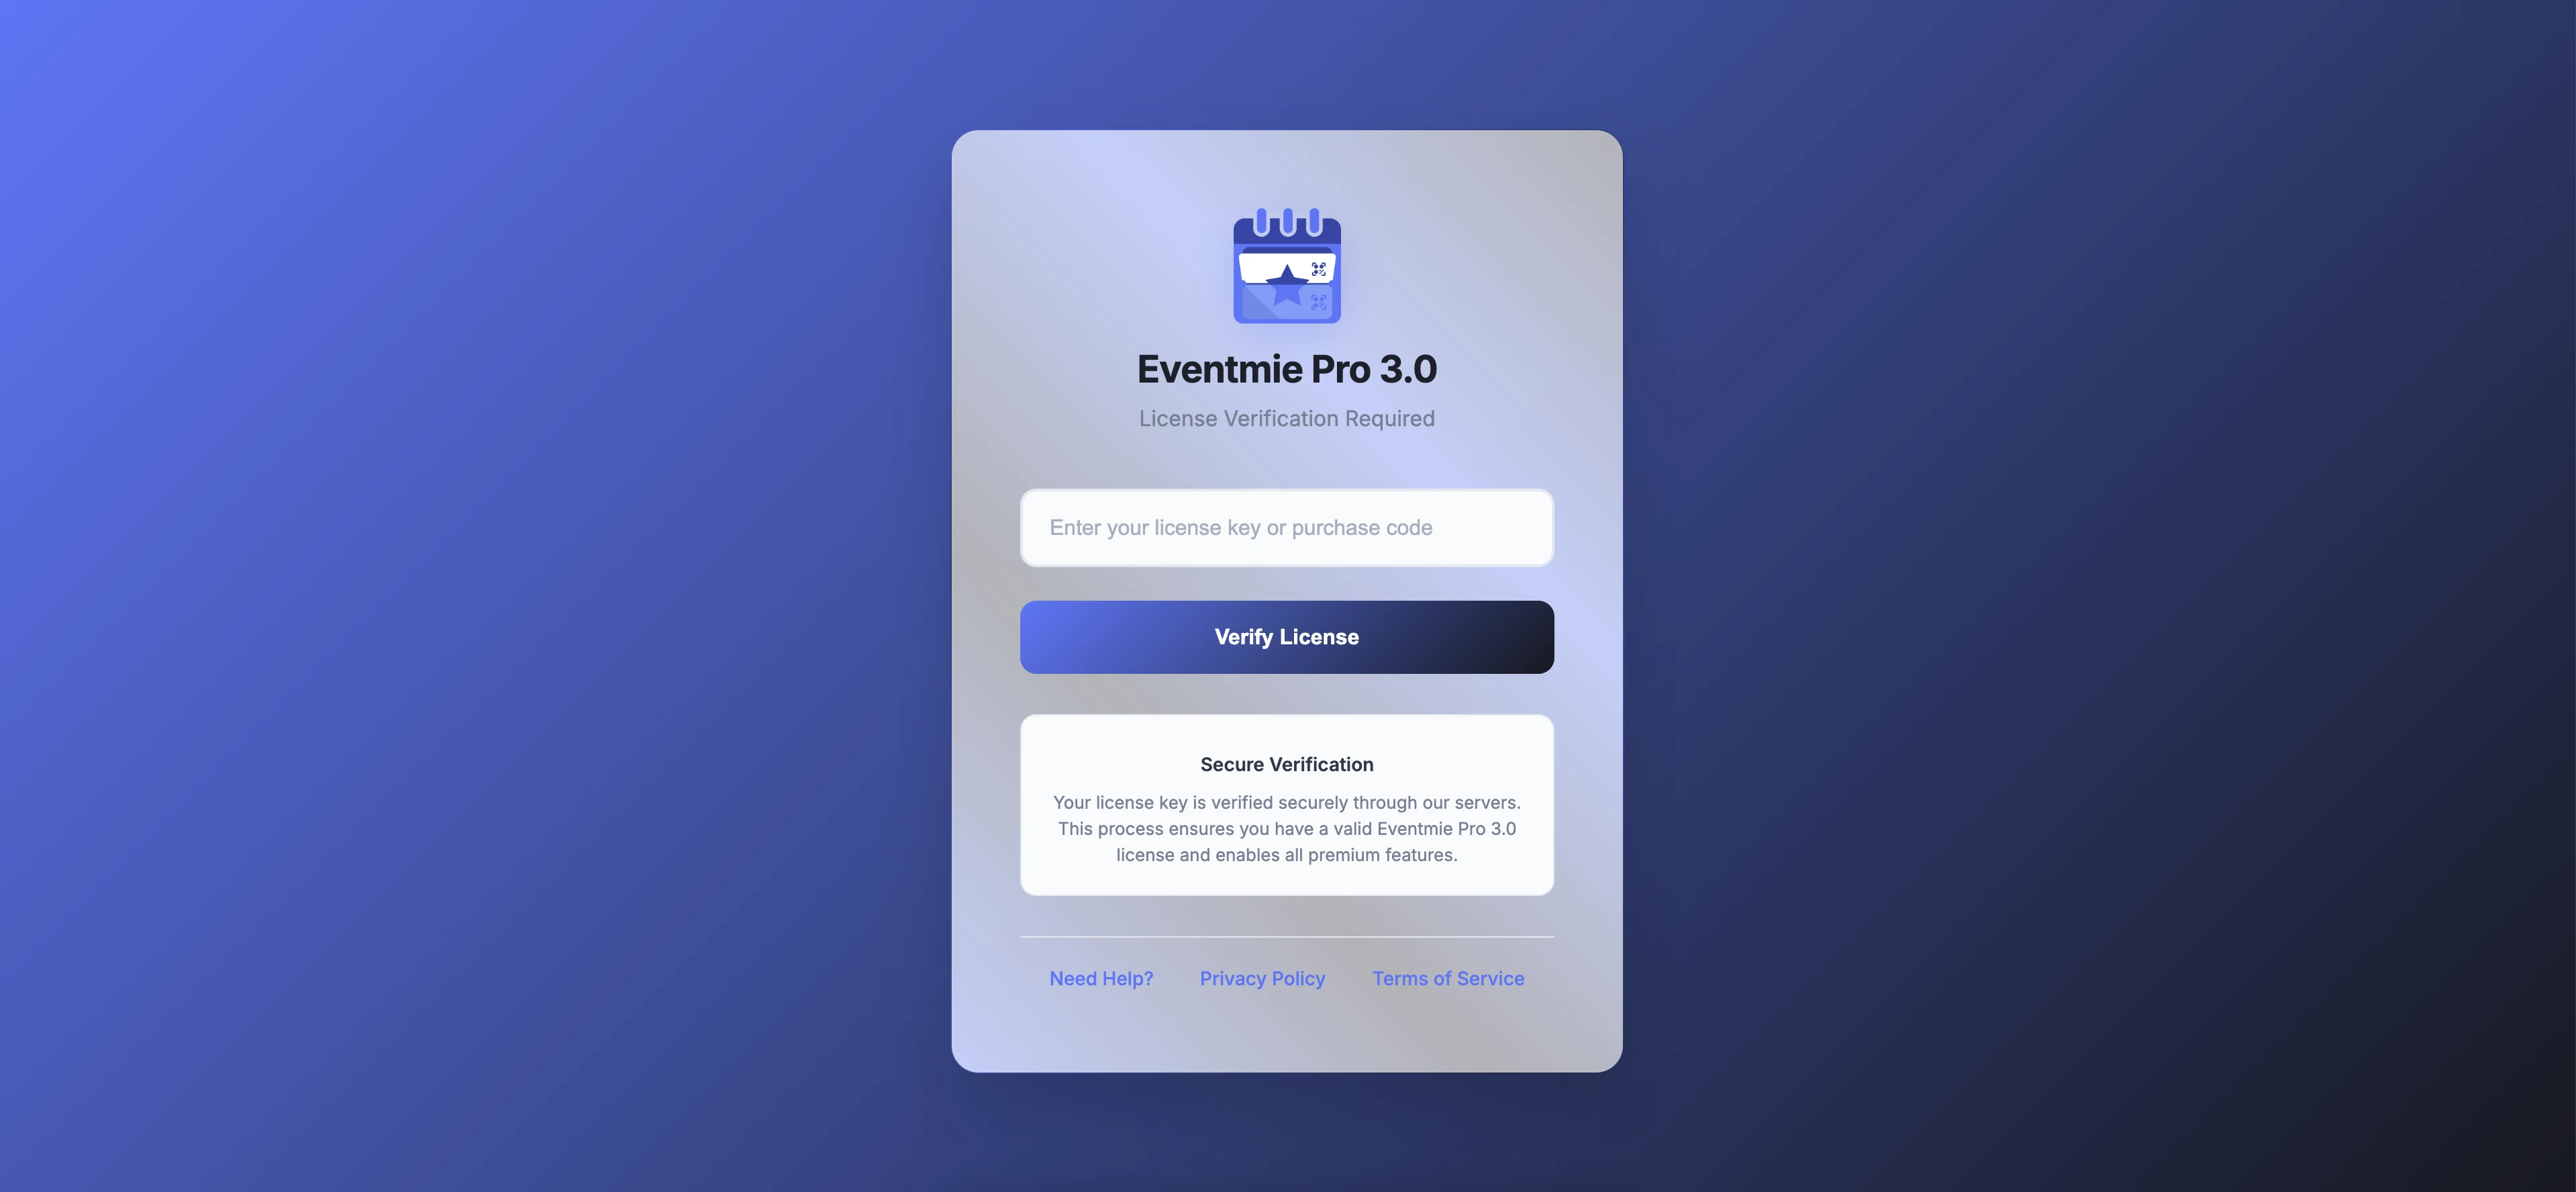 Eventmie Pro 3.0
License Verification Required
Enter your license key or purchase code
Verify License
Secure Verification
Your license key is verified securely through our servers.
This process ensures you have a valid Eventmie Pro 3.0
license and enables all premium features.
Need Help? Privacy Policy Terms of Service